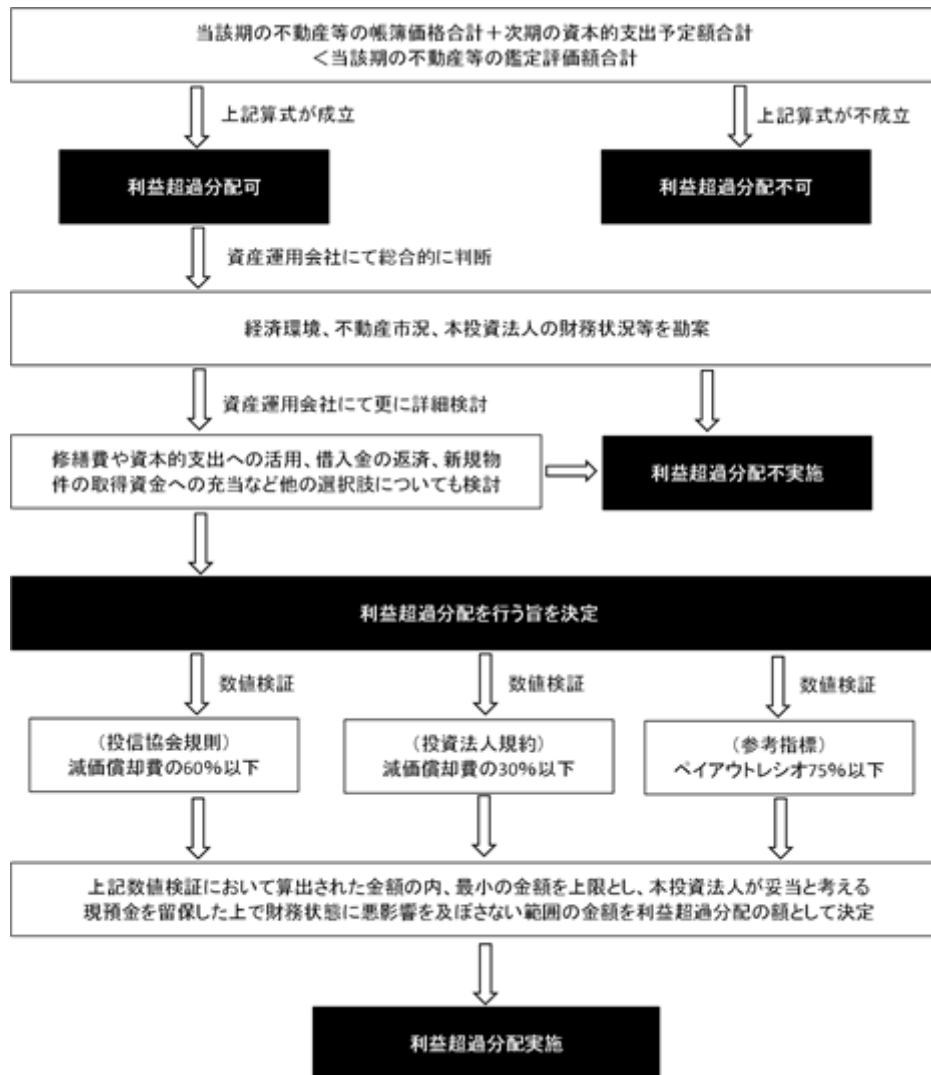 当該期の不動産等の帳簿価格合計＋次期の資本的支出予定額合計
＜当該期の不動産等の鑑定評価額合計
上記算式が成立
上記算式が不成立
利益超過分配可
利益超過分配不可
資産運用会社にて総合的に判断
経済環境、不動産市況、本投資法人の財務状況等を勘案
資産運用会社にて更に詳細検討
修繕費や資本的支出への活用、借入金の返済、新規物
件の取得資金への充当など他の選択肢についても検討
利益超過分配不実施
利益超過分配を行う旨を決定
数値検証
数値検証
数値検証
（投信協会規則）
減価償却費の60%以下
（投資法人規約）
減価償却費の30%以下
（参考指標）
ペイアウトレシオ75%以下
上記数値検証において算出された金額の内、最小の金額を上限とし、本投資法人が妥当と考える
現預金を留保した上で財務状態に悪影響を及ぼさない範囲の金額を利益超過分配の額として決定
利益超過分配実施